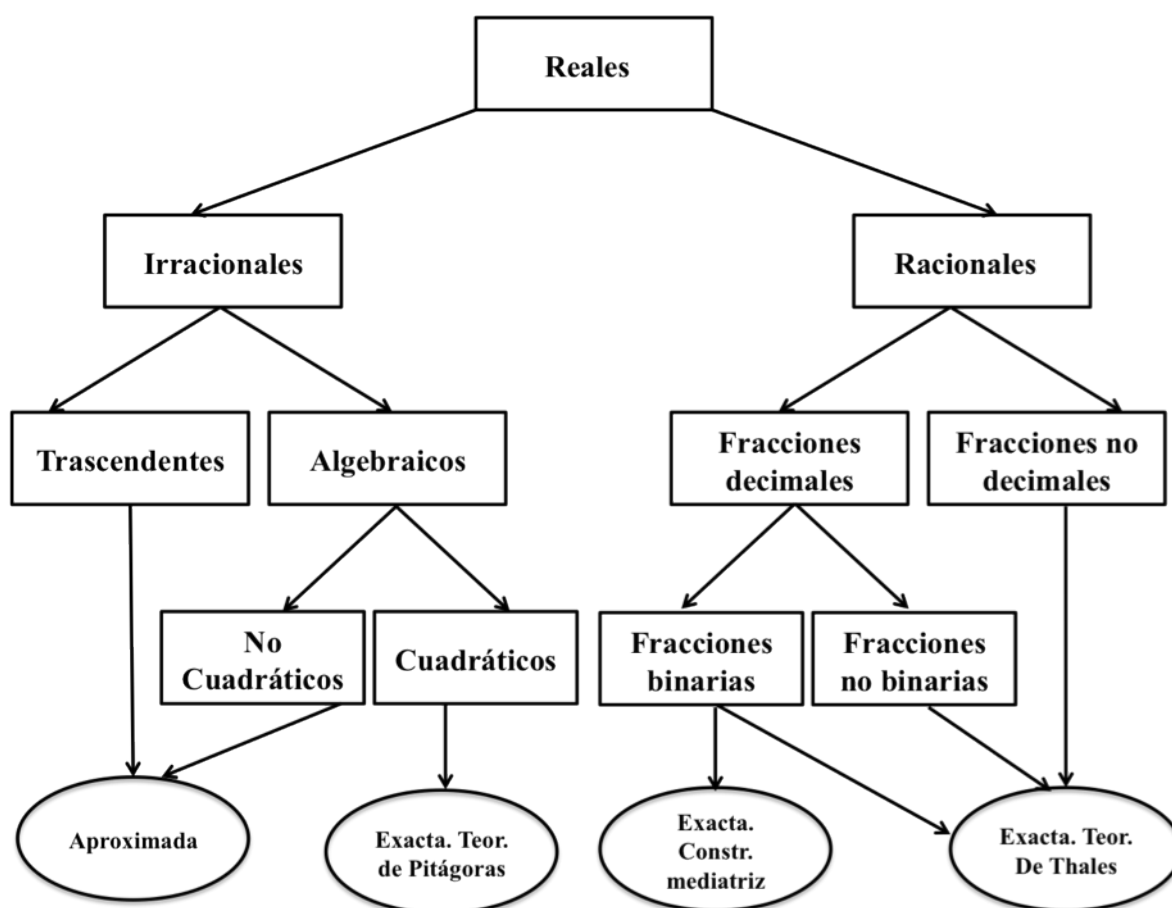 Reales
Irracionales
Racionales
Trascendentes
Algebraicos
Fracciones
decimales
Fracciones no
decimales
No
Cuadráticos
Cuadráticos
Fracciones
binarias
Fracciones
no binarias
Aproximada
Exacta. Teor.
de Pitágoras
Exacta.
Constr.
mediatriz
Exacta. Teor.
De Thales